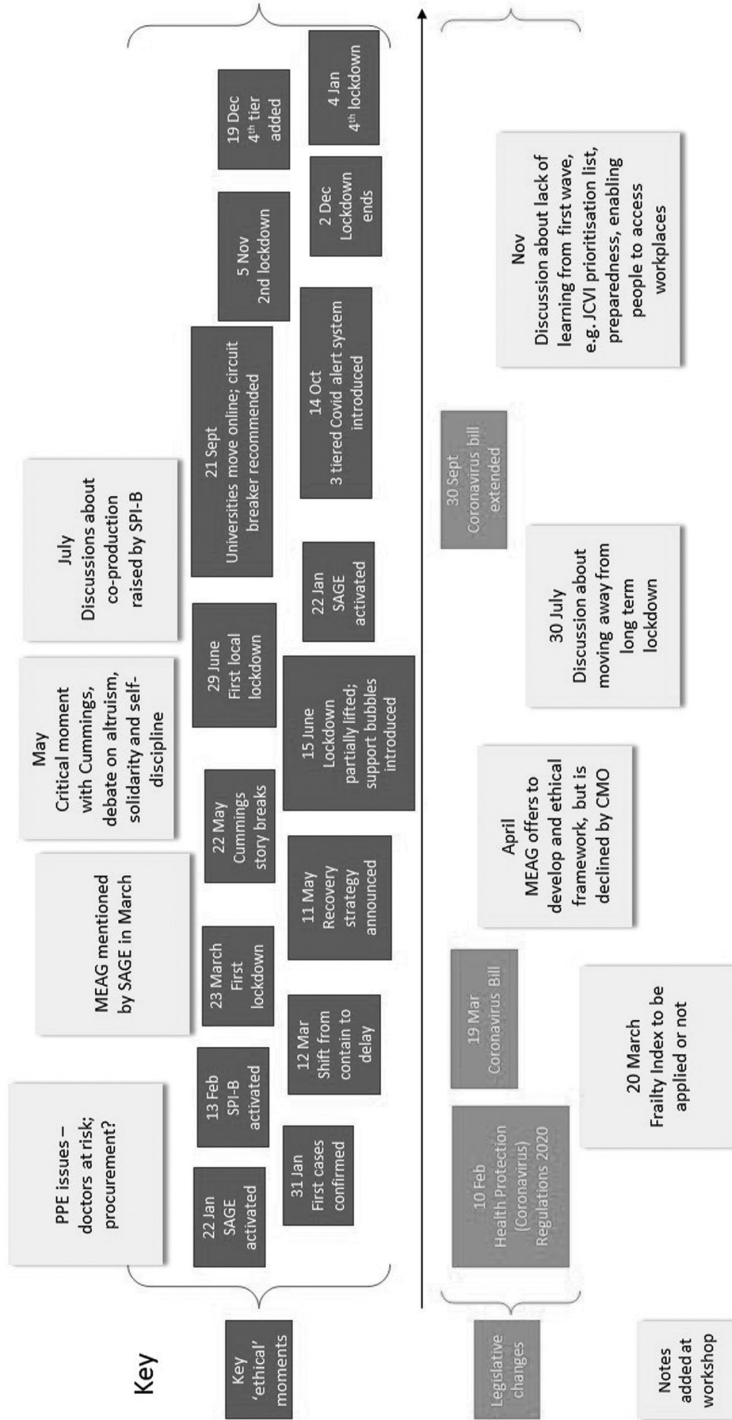 Key
Key
‘ethical’
moments
Legislative
changes
Notes
added at
workshop
PPE issues –
doctors at risk;
procurement?
MEAG mentioned
by SAGE in March
May
Critical moment
with Cummings,
debate on altruism,
solidarity and self-
discipline
July
Discussions about
co-production
raised by SPI-B
22 Jan
SAGE
activated
13 Feb
SPI-B
activated
23 March
First
lockdown
22 May
Cummings
story breaks
29 June
First local
lockdown
21 Sept
Universities move online; circuit
breaker recommended
5 Nov
2nd lockdown
19 Dec
4th tier
added
31 Jan
First cases
confirmed
12 Mar
Shift from
contain to
delay
11 May
Recovery
strategy
announced
15 June
Lockdown
partially lifted;
support bubbles
introduced
22 Jan
SAGE
activated
14 Oct
3 tiered Covid alert system
introduced
2 Dec
Lockdown
ends
4 Jan
4th lockdown
10 Feb
Health Protection
(Coronavirus)
Regulations 2020
19 Mar
Coronavirus Bill
30 Sept
Coronavirus bill
extended
20 March
Frailty Index to be
applied or not
April
MEAG offers to
develop and ethical
framework, but is
declined by CMO
30 July
Discussion about
moving away from
long term
lockdown
Nov
Discussion about lack of
learning from first wave,
e.g. JCVI prioritisation list,
preparedness, enabling
people to access
workplaces